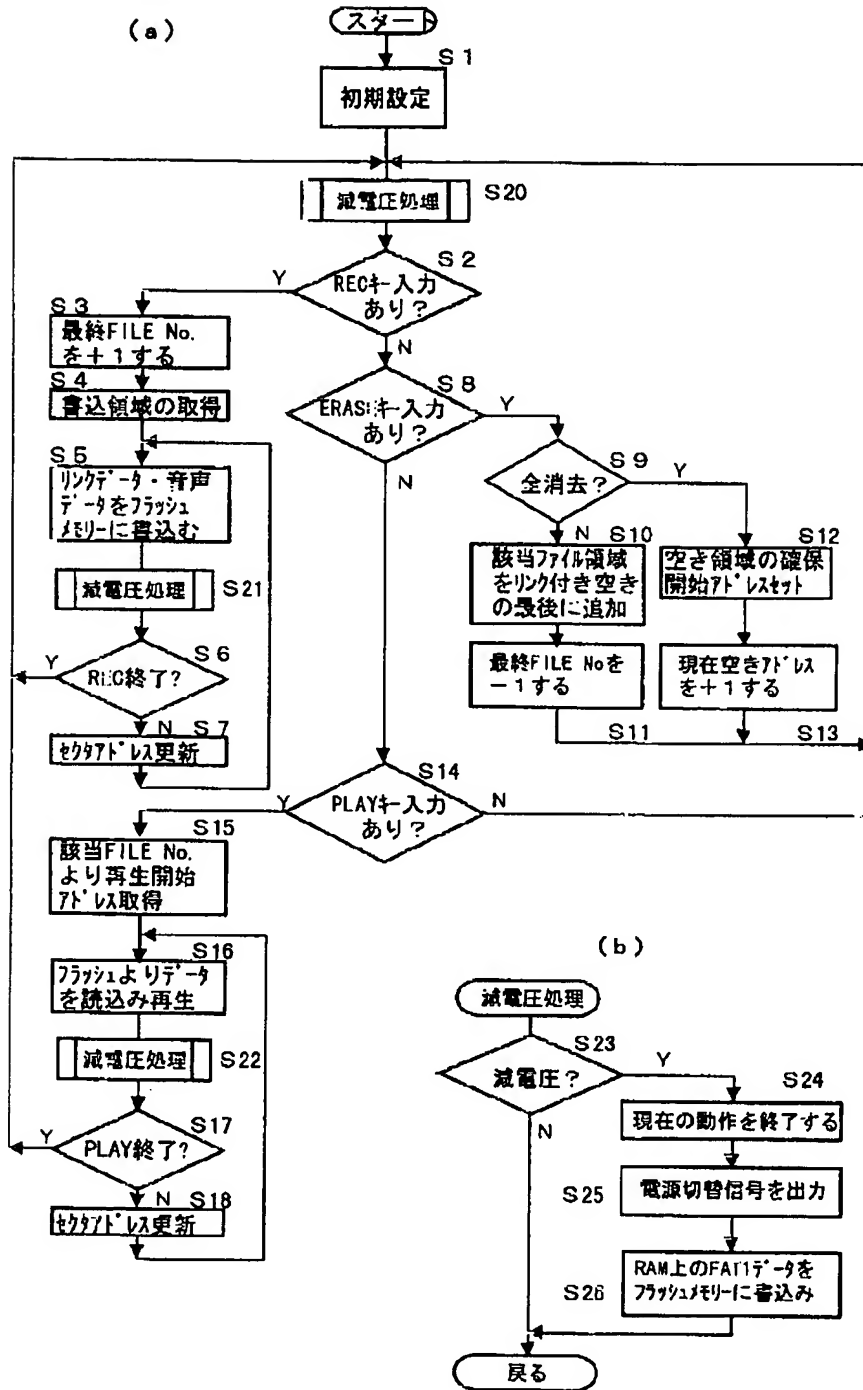 (a)
スター
S1
初期設定
減電圧処理
S20
S2
RECキー入力
あり?
Y
N
S3
最終FILE No.
を+1する
S4
書込領域の取得
S5
リンクデータ・音声
データをフラッシュ
メモリーに書込む
減電圧処理
S21
S6
REC終了?
Y
N
S7
セクタアドレス更新
S8
ERASEキー入力
あり?
Y
N
S9
全消去?
Y
N
S10
該当ファイル領域
をリンク付き空き
の最後に追加
最終FILE Noを
-1する
S11
S12
空き領域の確保
開始アドレスセット
現在空きアドレス
を+1する
S13
S14
PLAYキー入力
あり?
Y
N
S15
該当FILE No.
より再生開始
アドレス取得
S16
フラッシュよりデータ
を読込み再生
減電圧処理
S22
S17
PLAY終了?
Y
N
S18
セクタアドレス更新
(b)
減電圧処理
S23
減電圧?
Y
N
S24
現在の動作を終了する
S25
電源切替信号を出力
S26
RAM上のFAT1データを
フラッシュメモリーに書込み
戻る